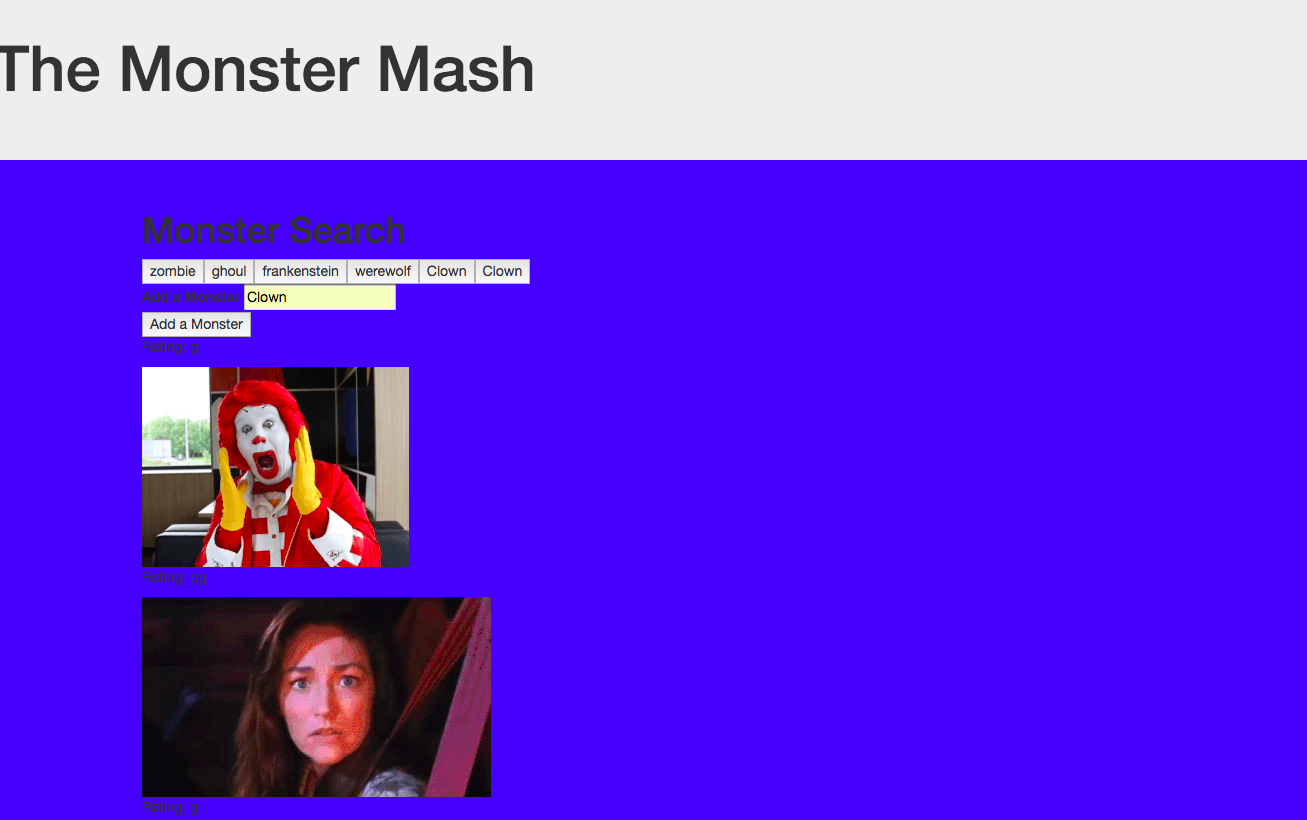 The Monster Mash
Monster Search
zombie ghoul frankenstein werewolf Clown Clown
Add a Monster Clown
Add a Monster
Rating: g
Rating: pg
Rating: g